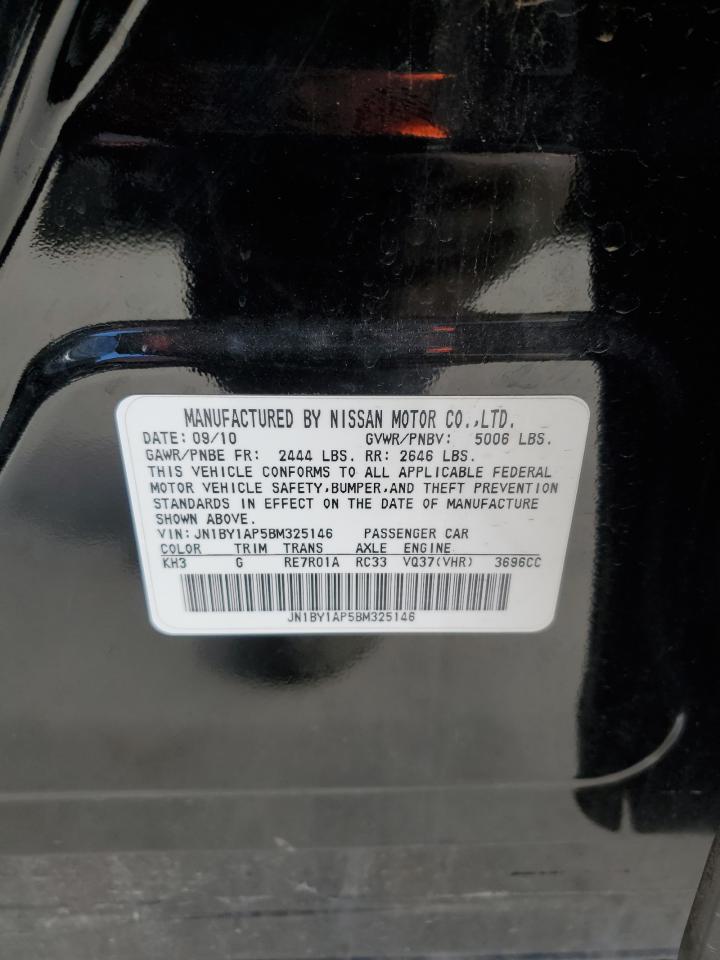 MANUFACTURED BY NISSAN MOTOR CO.,LTD.
DATE: 09/10 GVWR/PNBV: 5006 LBS.
GAWR/PNBE FR: 2444 LBS. RR: 2646 LBS.
THIS VEHICLE CONFORMS TO ALL APPLICABLE FEDERAL
MOTOR VEHICLE SAFETY,BUMPER,AND THEFT PREVENTION
STANDARDS IN EFFECT ON THE DATE OF MANUFACTURE
SHOWN ABOVE.
VIN: JN1BY1AP5BM325146 PASSENGER CAR
COLOR TRIM TRANS AXLE ENGINE
KH3 G RE7R01A RC33 VQ37(VHR) 3696CC
JN1BY1AP5BM325146